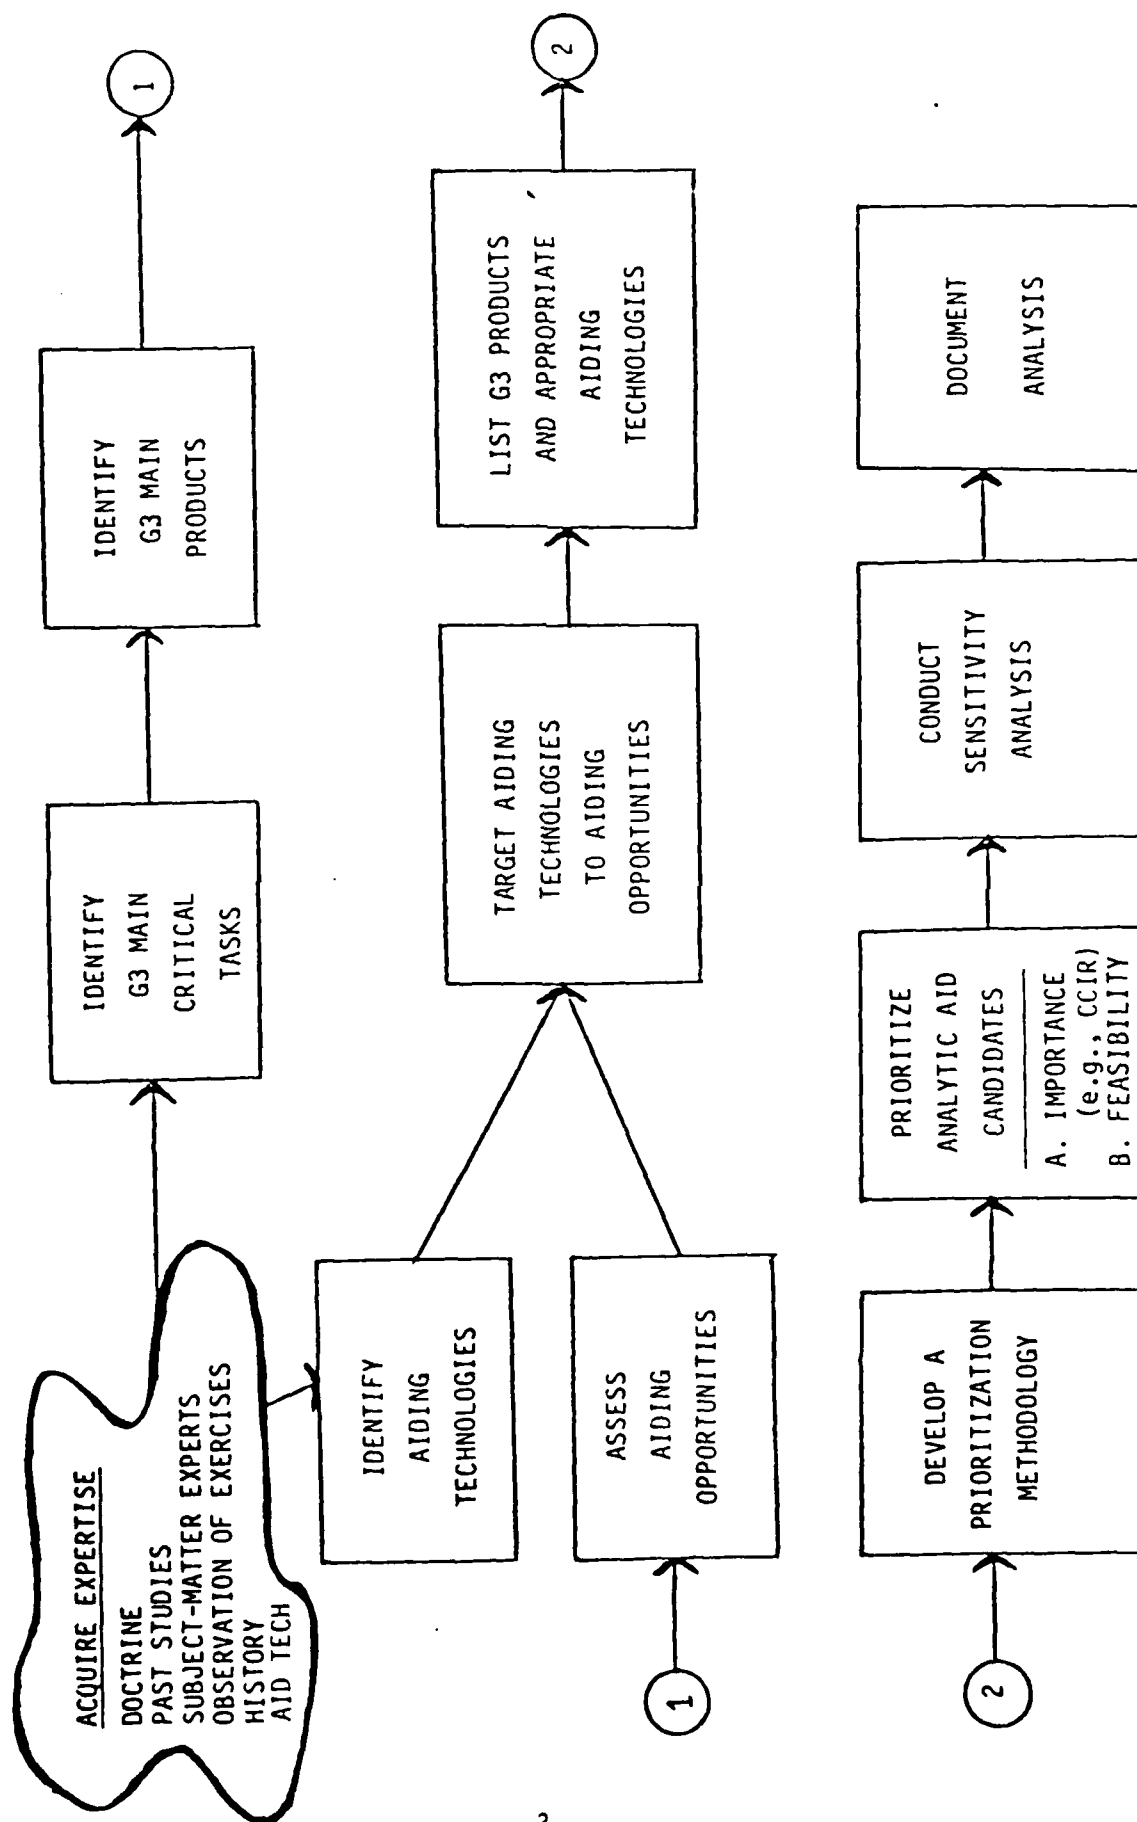 ACQUIRE EXPERTISE
DOCTRINE
PAST STUDIES
SUBJECT-MATTER EXPERTS
OBSERVATION OF EXERCISES
HISTORY
AID TECH
IDENTIFY
G3 MAIN
CRITICAL
TASKS
IDENTIFY
G3 MAIN
PRODUCTS
1
IDENTIFY
AIDING
TECHNOLOGIES
1
ASSESS
AIDING
OPPORTUNITIES
TARGET AIDING
TECHNOLOGIES
TO AIDING
OPPORTUNITIES
LIST G3 PRODUCTS
AND APPROPRIATE
AIDING
TECHNOLOGIES
2
2
DEVELOP A
PRIORITIZATION
METHODOLOGY
PRIORITIZE
ANALYTIC AID
CANDIDATES
A. IMPORTANCE
(e.g., CCIR)
B. FEASIBILITY
CONDUCT
SENSITIVITY
ANALYSIS
DOCUMENT
ANALYSIS